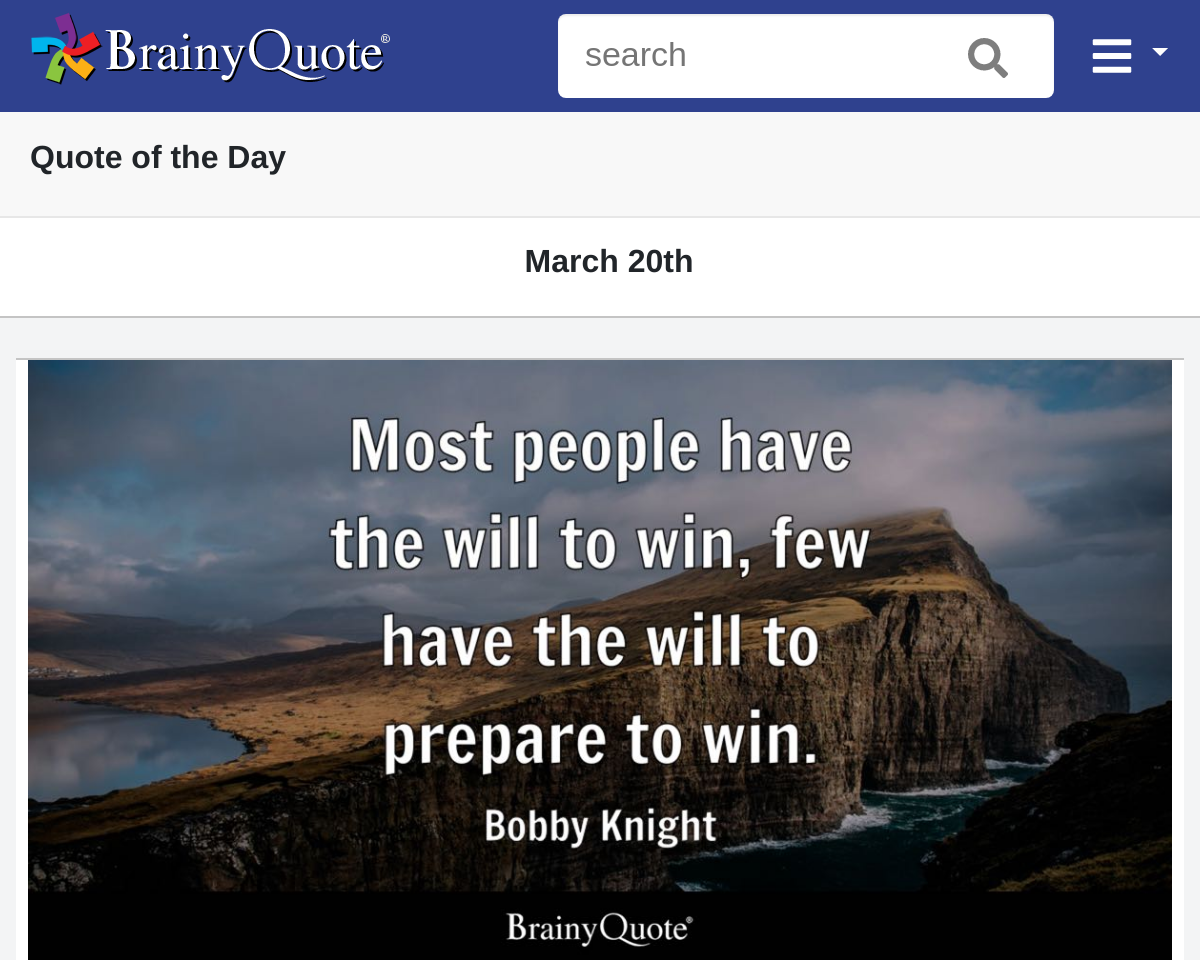 BrainyQuote®
search
Quote of the Day
March 20th
Most people have
the will to win, few
have the will to
prepare to win.
Bobby Knight
BrainyQuote®